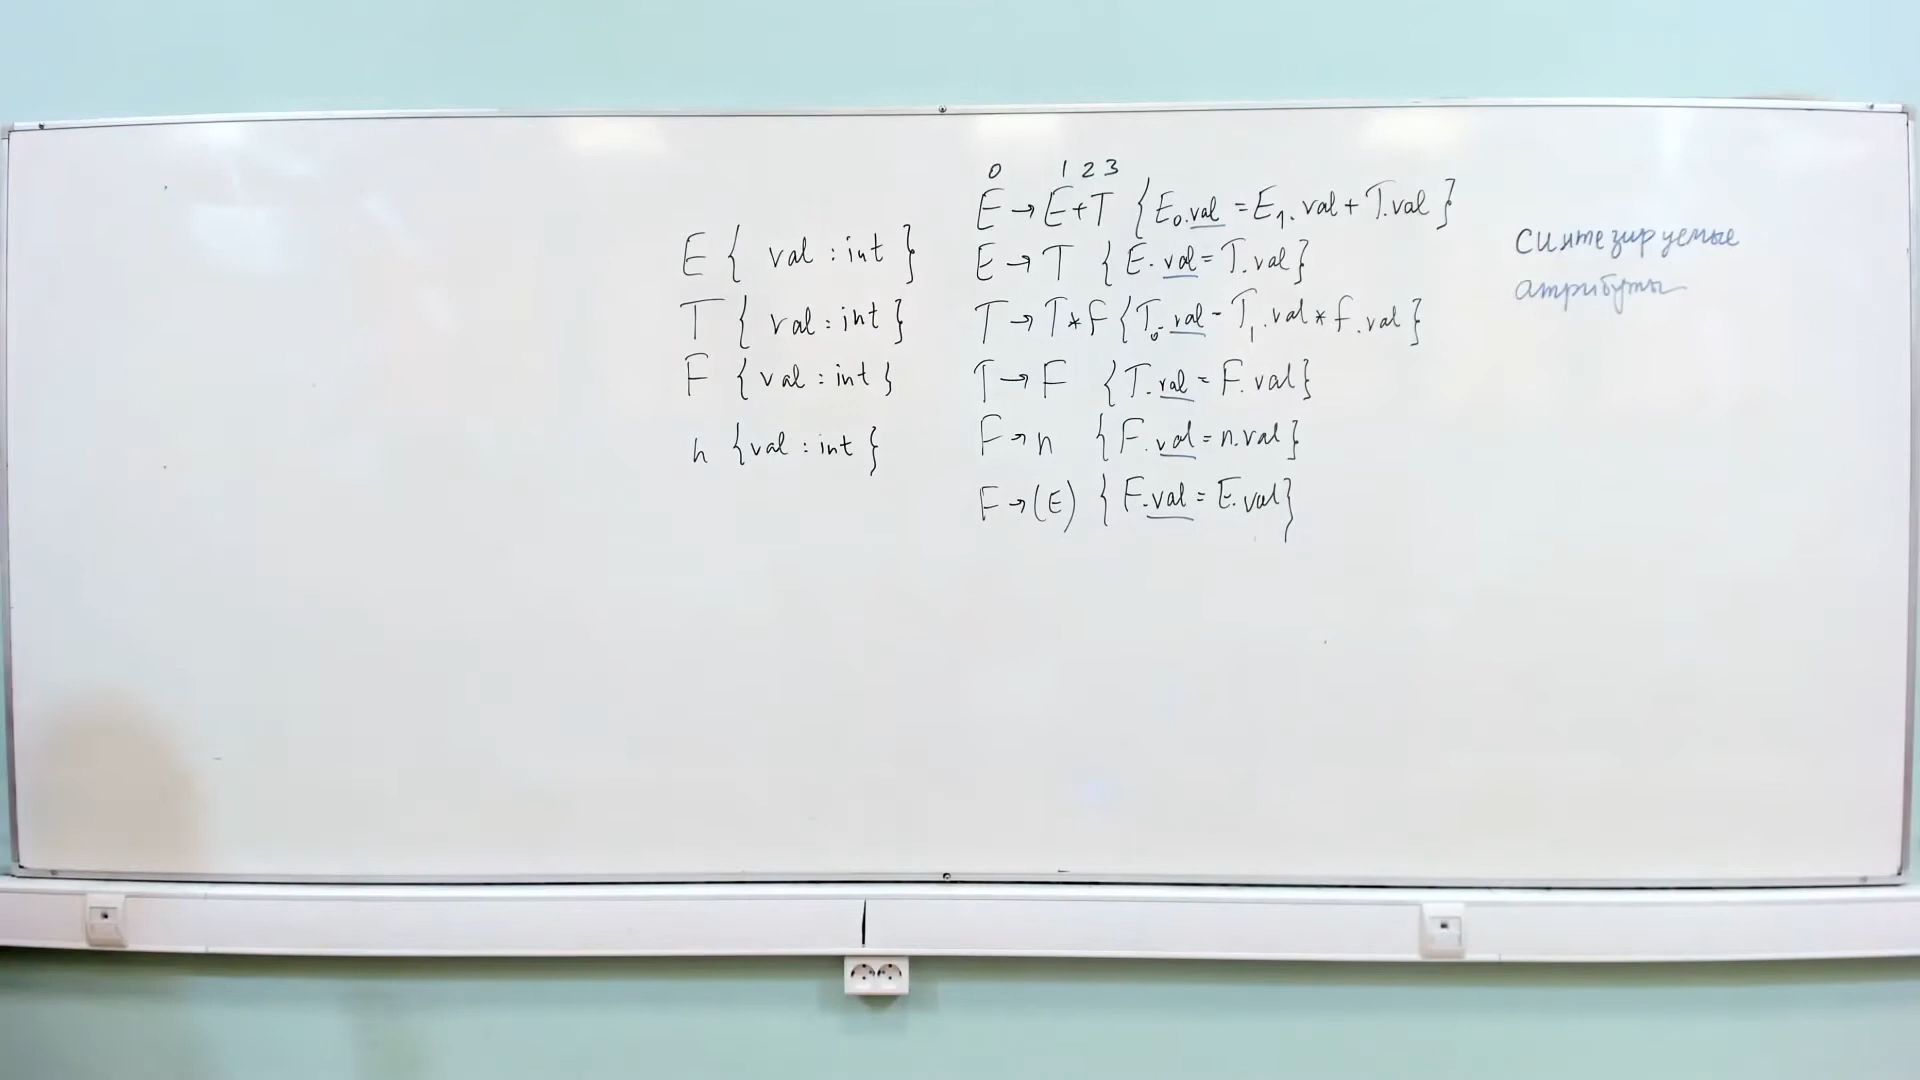 E { val : int }
T { val : int }
F { val : int }
n { val : int }
0 1 2 3
E → E + T { E₀.val = E₁.val + T.val }
E → T { E.val = T.val }
T → T * F { T₀.val = T₁.val * F.val }
T → F { T.val = F.val }
F → n { F.val = n.val }
F → (E) { F.val = E.val }
синтезируемые
атрибуты